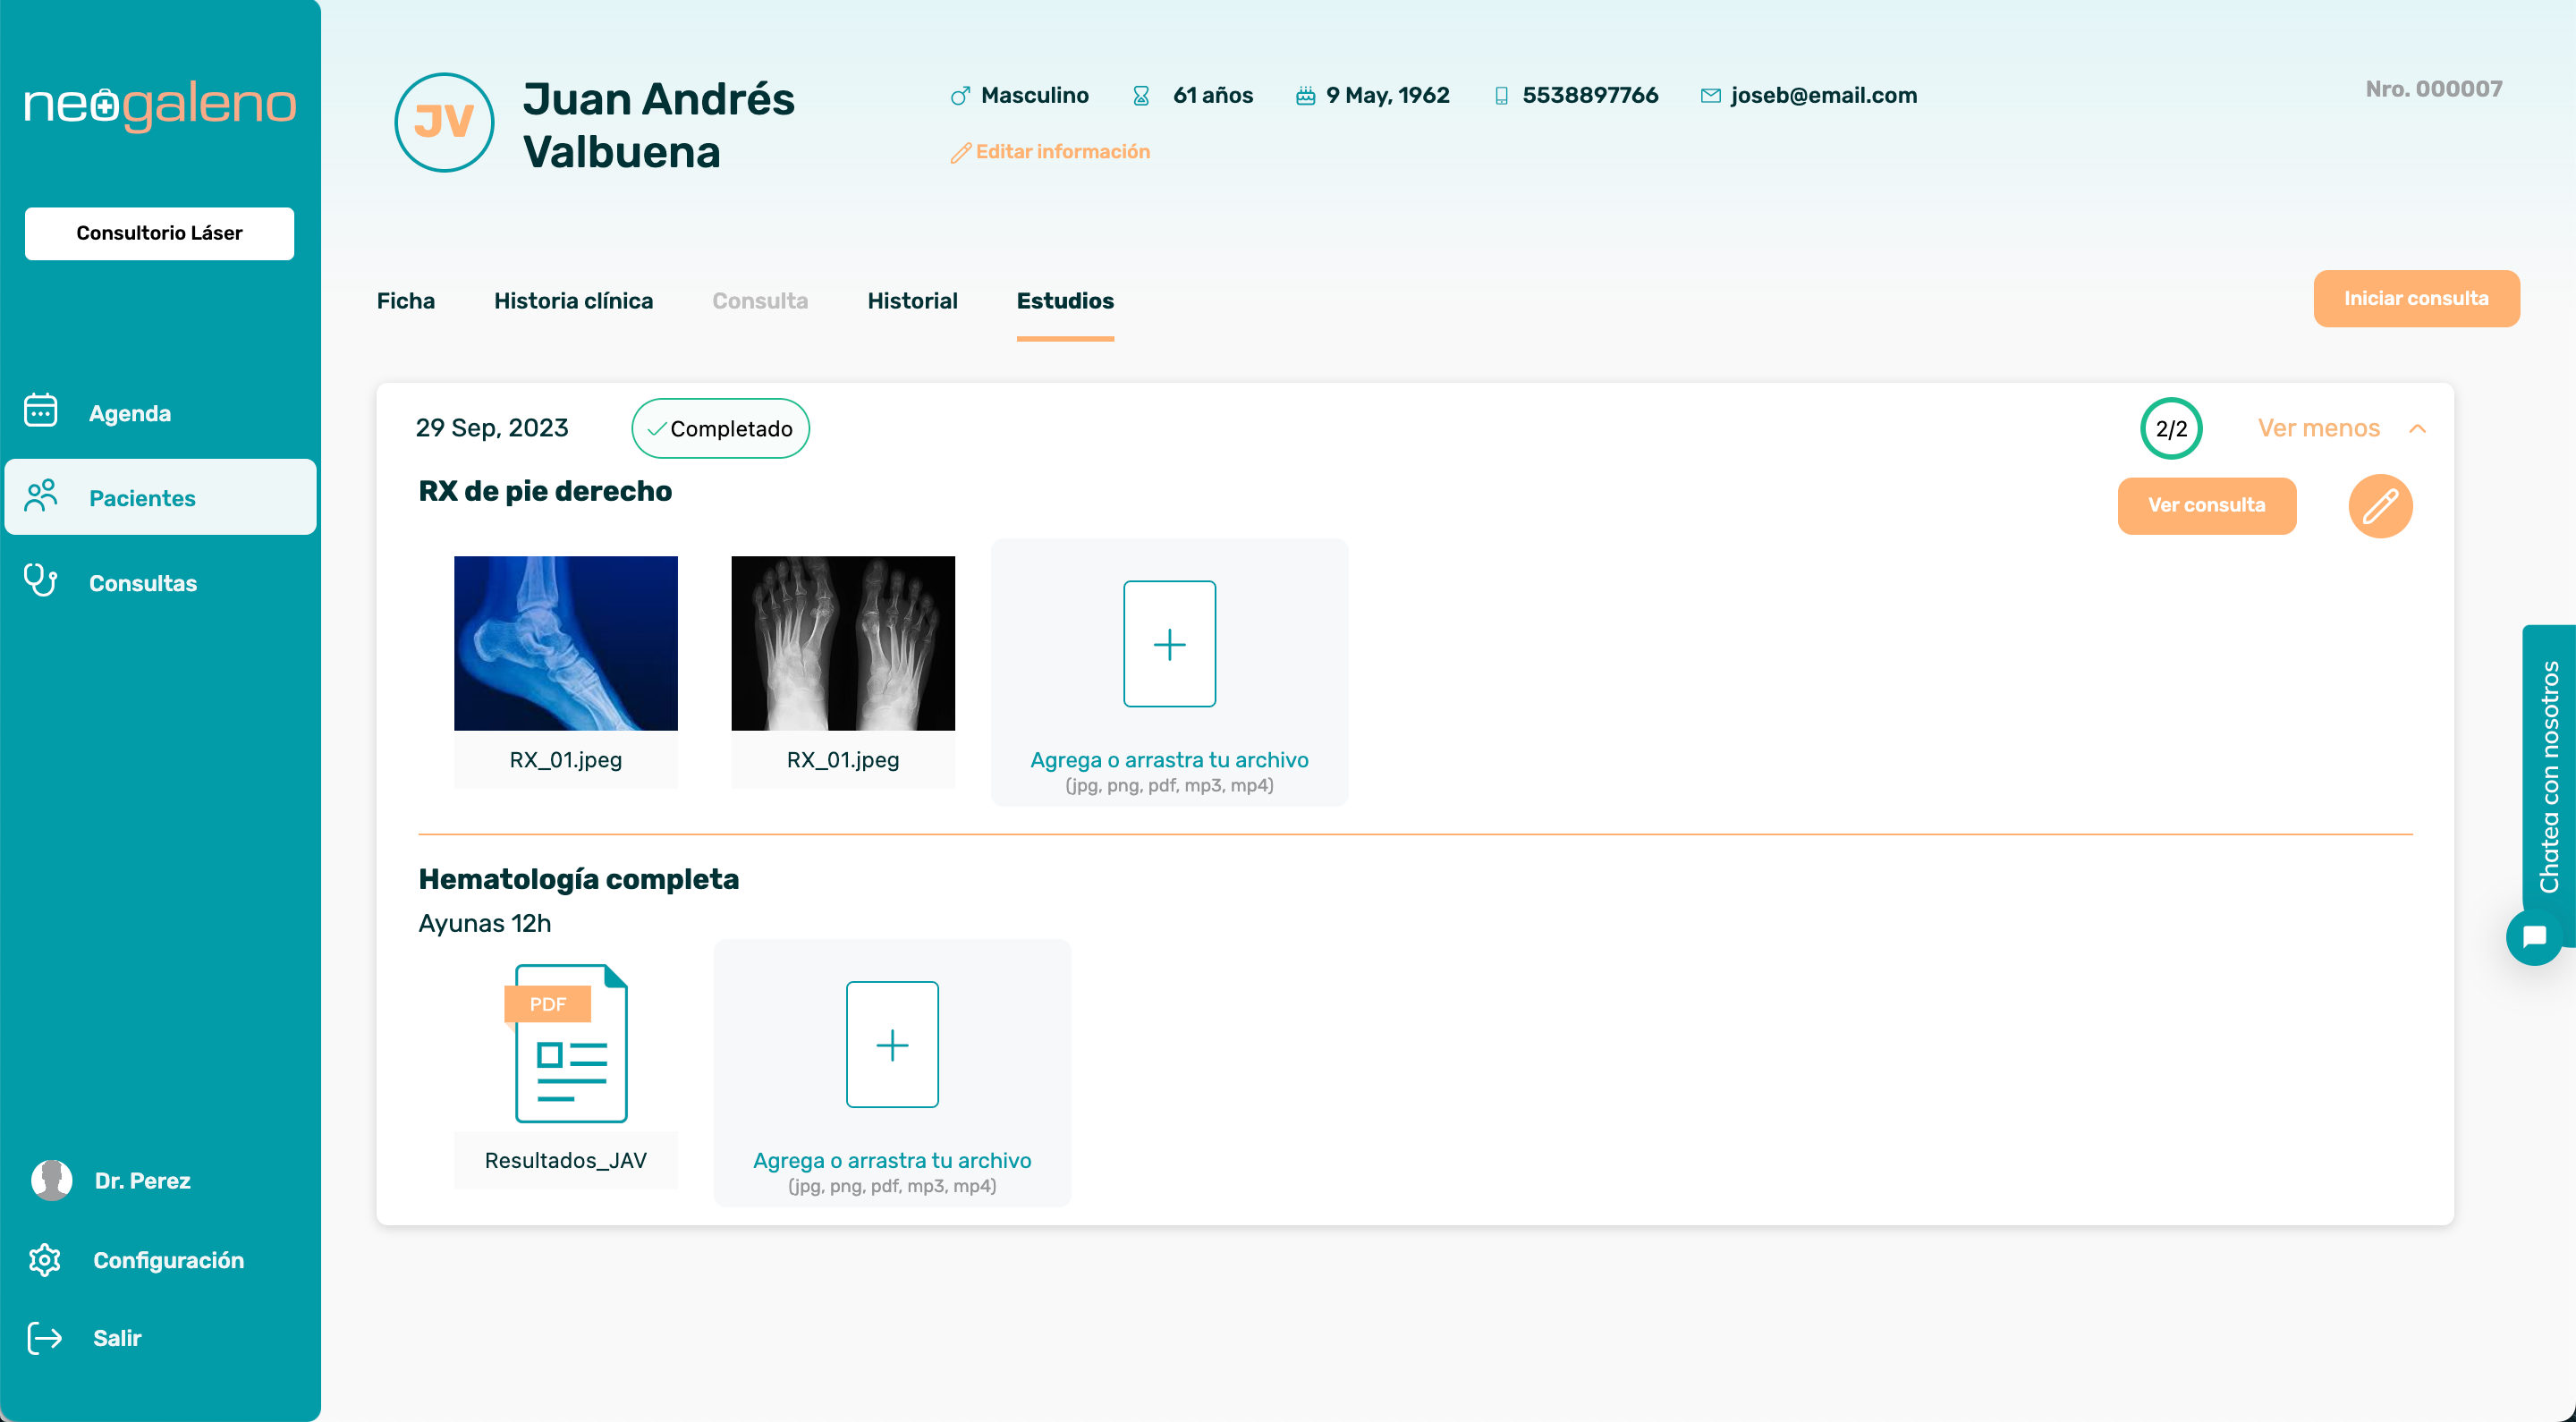 neogaleno
Consultorio Láser
Agenda
Pacientes
Consultas
Dr. Perez
Configuración
Salir
JV
Juan Andrés
Valbuena
Masculino
61 años
9 May, 1962
5538897766
joseb@email.com
Editar información
Nro. 000007
Ficha
Historia clínica
Consulta
Historial
Estudios
Iniciar consulta
29 Sep, 2023
Completado
2/2
Ver menos
RX de pie derecho
Ver consulta
RX_01.jpeg
RX_01.jpeg
Agrega o arrastra tu archivo
(jpg, png, pdf, mp3, mp4)
Hematología completa
Ayunas 12h
PDF
Resultados_JAV
Agrega o arrastra tu archivo
(jpg, png, pdf, mp3, mp4)
Chatea con nosotros